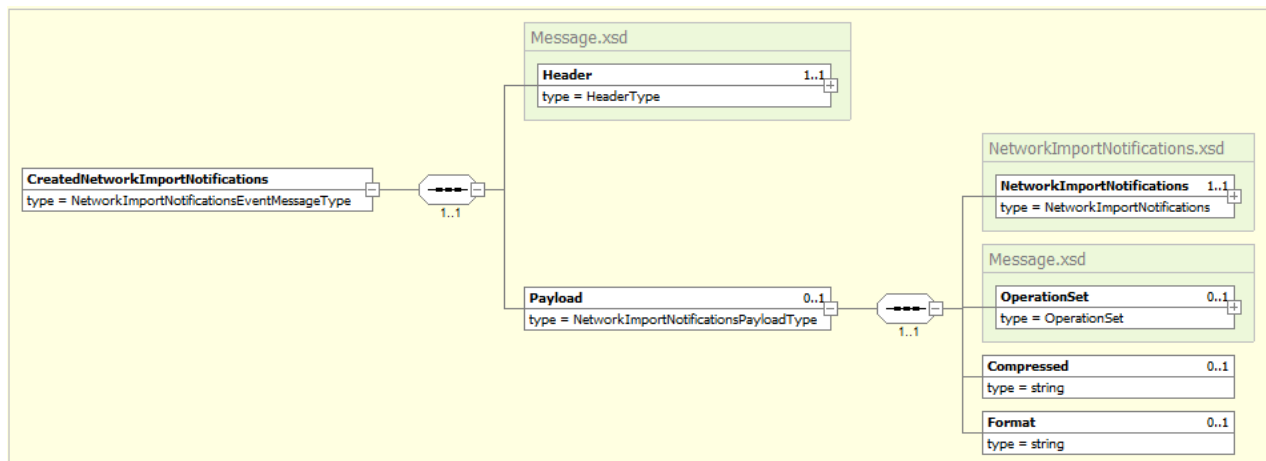 Message.xsd
Header 1..1
type = HeaderType
CreatedNetworkImportNotifications
type = NetworkImportNotificationsEventMessageType
1..1
Payload 0..1
type = NetworkImportNotificationsPayloadType
1..1
NetworkImportNotifications.xsd
NetworkImportNotifications 1..1
type = NetworkImportNotifications
Message.xsd
OperationSet 0..1
type = OperationSet
Compressed 0..1
type = string
Format 0..1
type = string